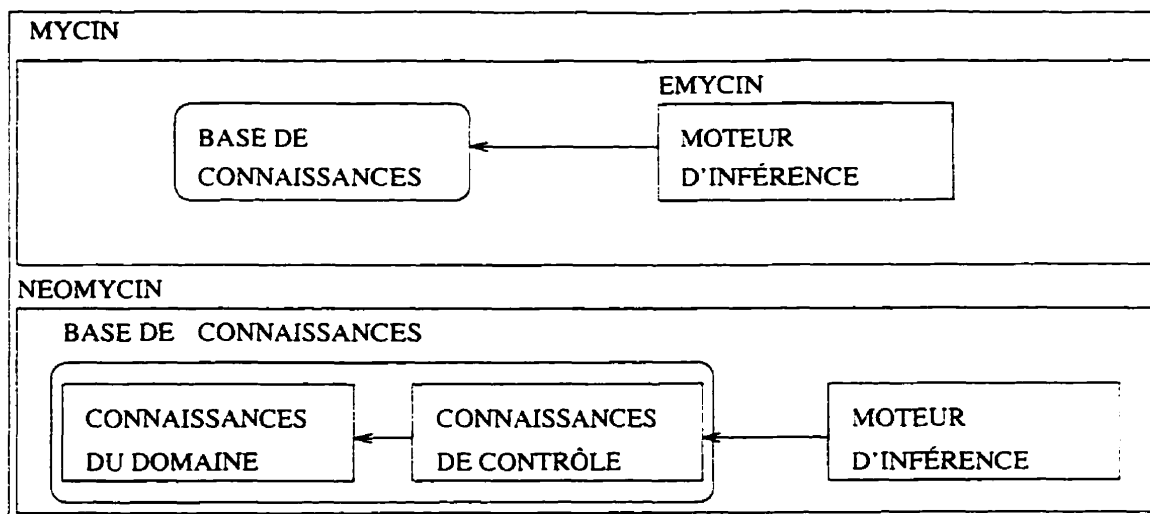 MYCIN
EMYCIN
BASE DE
CONNAISSANCES
MOTEUR
D'INFÉRENCE
NEOMYCIN
BASE DE CONNAISSANCES
CONNAISSANCES
DU DOMAINE
CONNAISSANCES
DE CONTRÔLE
MOTEUR
D'INFÉRENCE